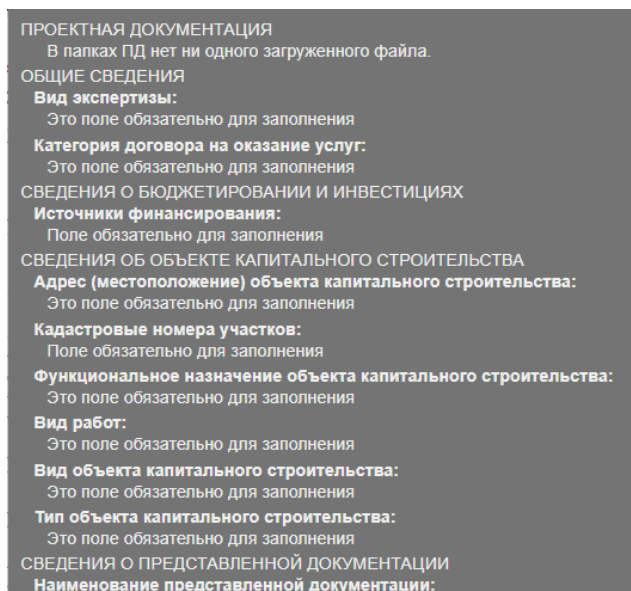 ПРОЕКТНАЯ ДОКУМЕНТАЦИЯ
В папках ПД нет ни одного загруженного файла.
ОБЩИЕ СВЕДЕНИЯ
Вид экспертизы:
Это поле обязательно для заполнения
Категория договора на оказание услуг:
Это поле обязательно для заполнения
СВЕДЕНИЯ О БЮДЖЕТИРОВАНИИ И ИНВЕСТИЦИЯХ
Источники финансирования:
Поле обязательно для заполнения
СВЕДЕНИЯ ОБ ОБЪЕКТЕ КАПИТАЛЬНОГО СТРОИТЕЛЬСТВА
Адрес (местоположение) объекта капитального строительства:
Это поле обязательно для заполнения
Кадастровые номера участков:
Поле обязательно для заполнения
Функциональное назначение объекта капитального строительства:
Это поле обязательно для заполнения
Вид работ:
Это поле обязательно для заполнения
Вид объекта капитального строительства:
Это поле обязательно для заполнения
Тип объекта капитального строительства:
Это поле обязательно для заполнения
СВЕДЕНИЯ О ПРЕДСТАВЛЕННОЙ ДОКУМЕНТАЦИИ
Наименование представленной документации: